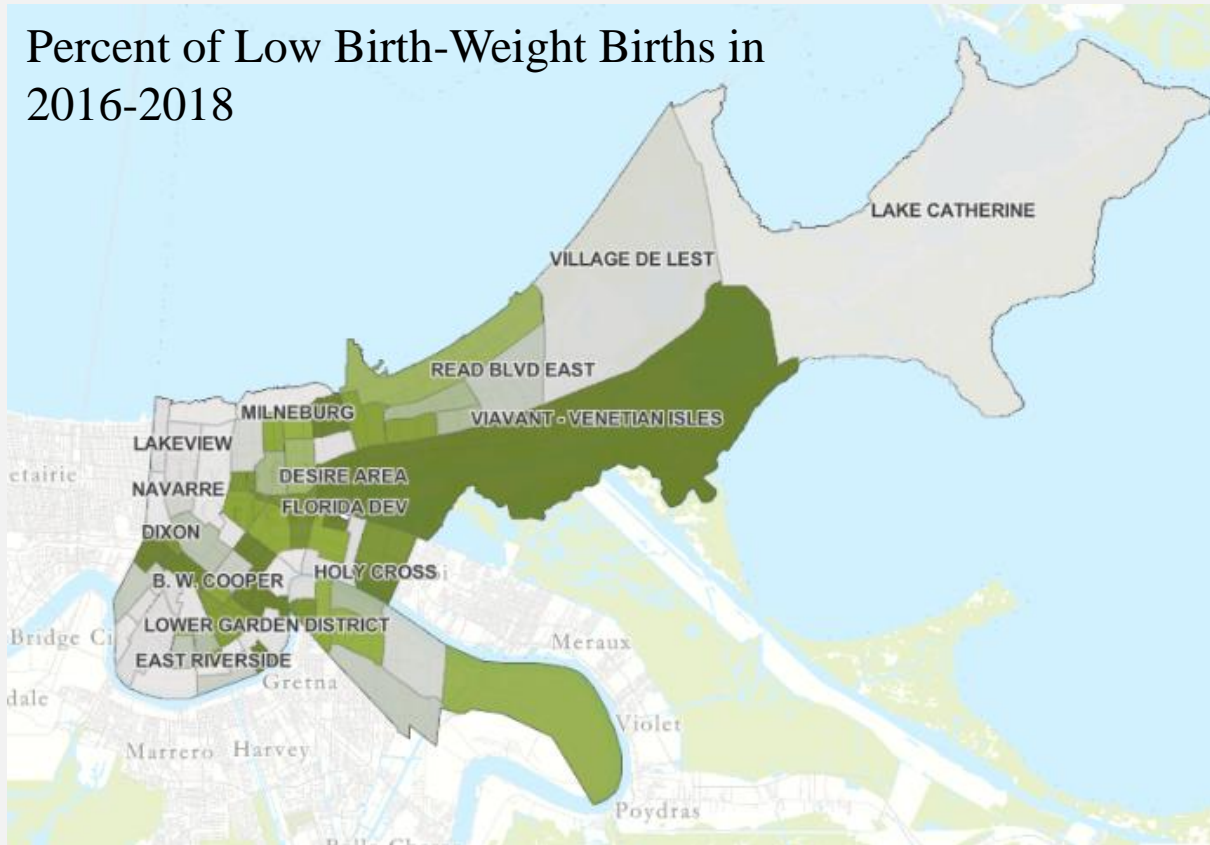 Percent of Low Birth-Weight Births in
2016-2018
LAKE CATHERINE
VILLAGE DE LEST
READ BLVD EAST
MILNEBURG
VIAVANT - VENETIAN ISLES
LAKEVIEW
etairie
DESIRE AREA
NAVARRE
FLORIDA DEV
DIXON
B. W. COOPER
HOLY CROSS
LOWER GARDEN DISTRICT
Bridge Ci
Meraux
EAST RIVERSIDE
Gretna
dale
Violet
Marrero Harvey
Poydras